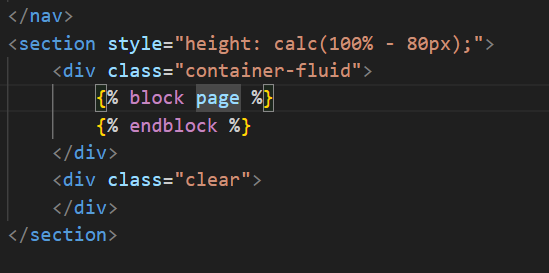 </nav>
<section style="height: calc(100% - 80px);">
<div class="container-fluid">
{% block page %}
{% endblock %}
</div>
<div class="clear">
</div>
</section>